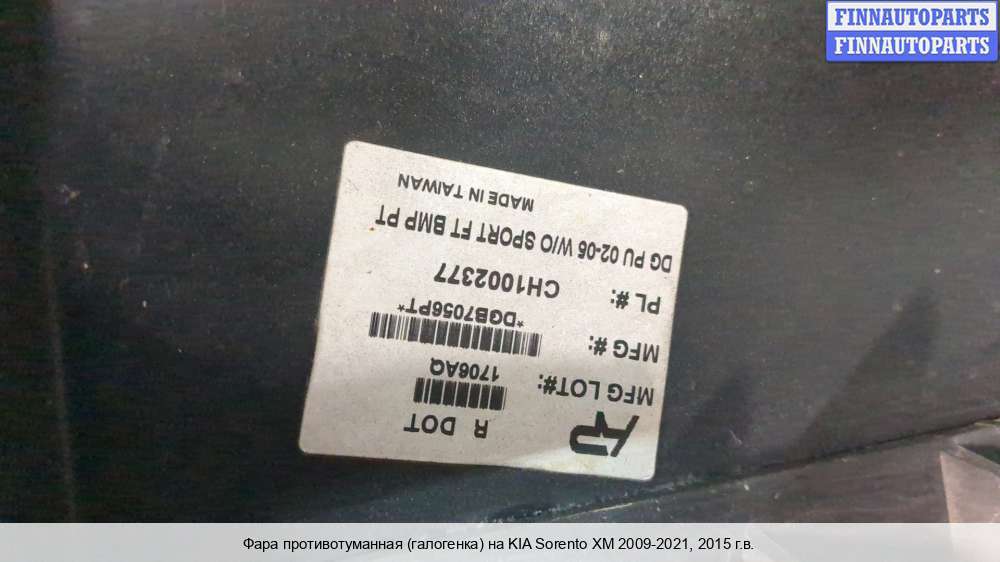 FINNAUTOPARTS
FINNAUTOPARTS
AP R DOT
MFG LOT#: 1706AQ
MFG #: *DGB7056PT*
PL #: CH1002377
DG PU 02-05 W/O SPORT FT BMP PT
MADE IN TAIWAN
Фара противотуманная (галогенка) на KIA Sorento XM 2009-2021, 2015 г.в.